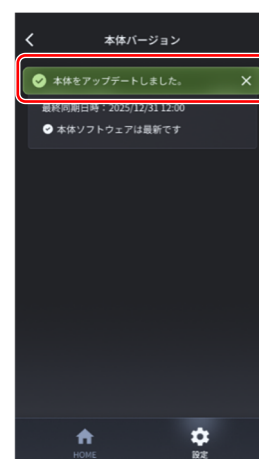 本体バージョン
本体をアップデートしました。
最終同期日時：2025/12/31 12:00
本体ソフトウェアは最新です
HOME
設定